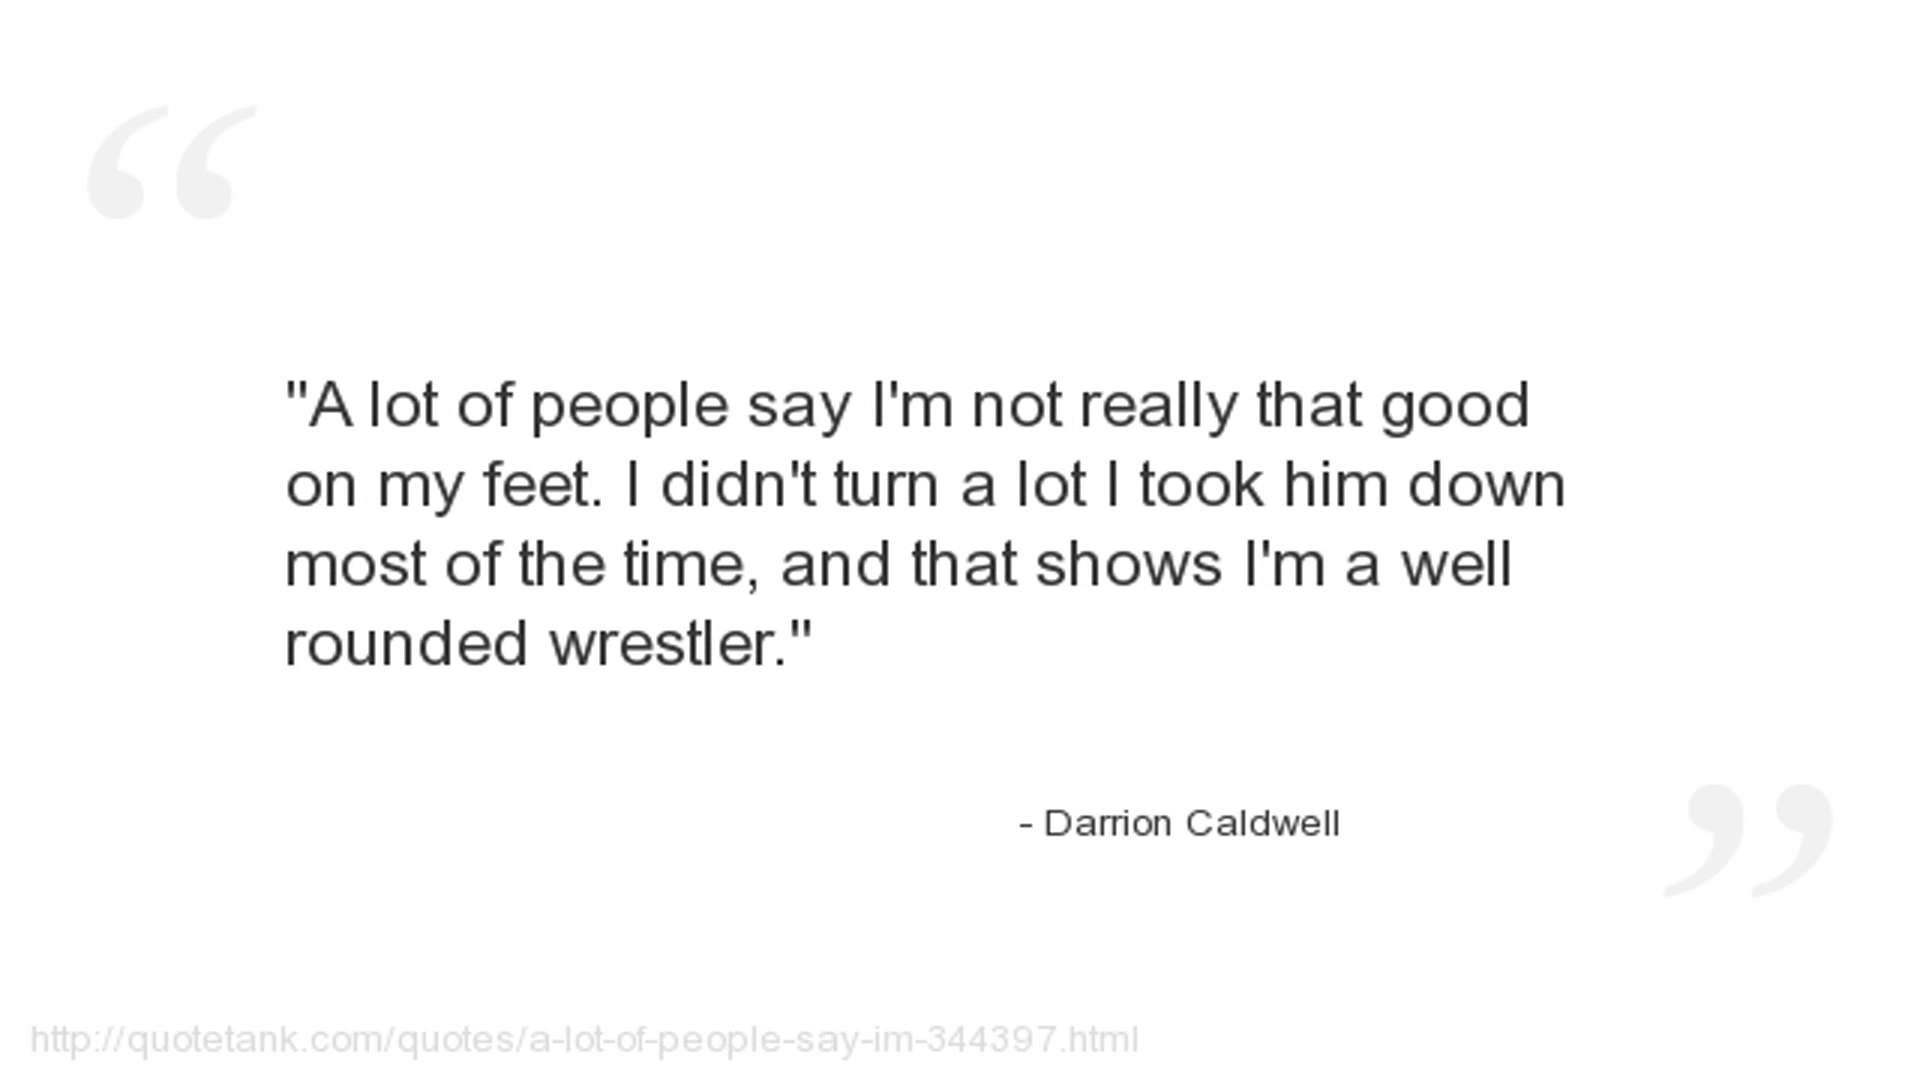 "A lot of people say I'm not really that good
on my feet. I didn't turn a lot I took him down
most of the time, and that shows I'm a well
rounded wrestler."
- Darrion Caldwell
http://quotetank.com/quotes/a-lot-of-people-say-im-344397.html